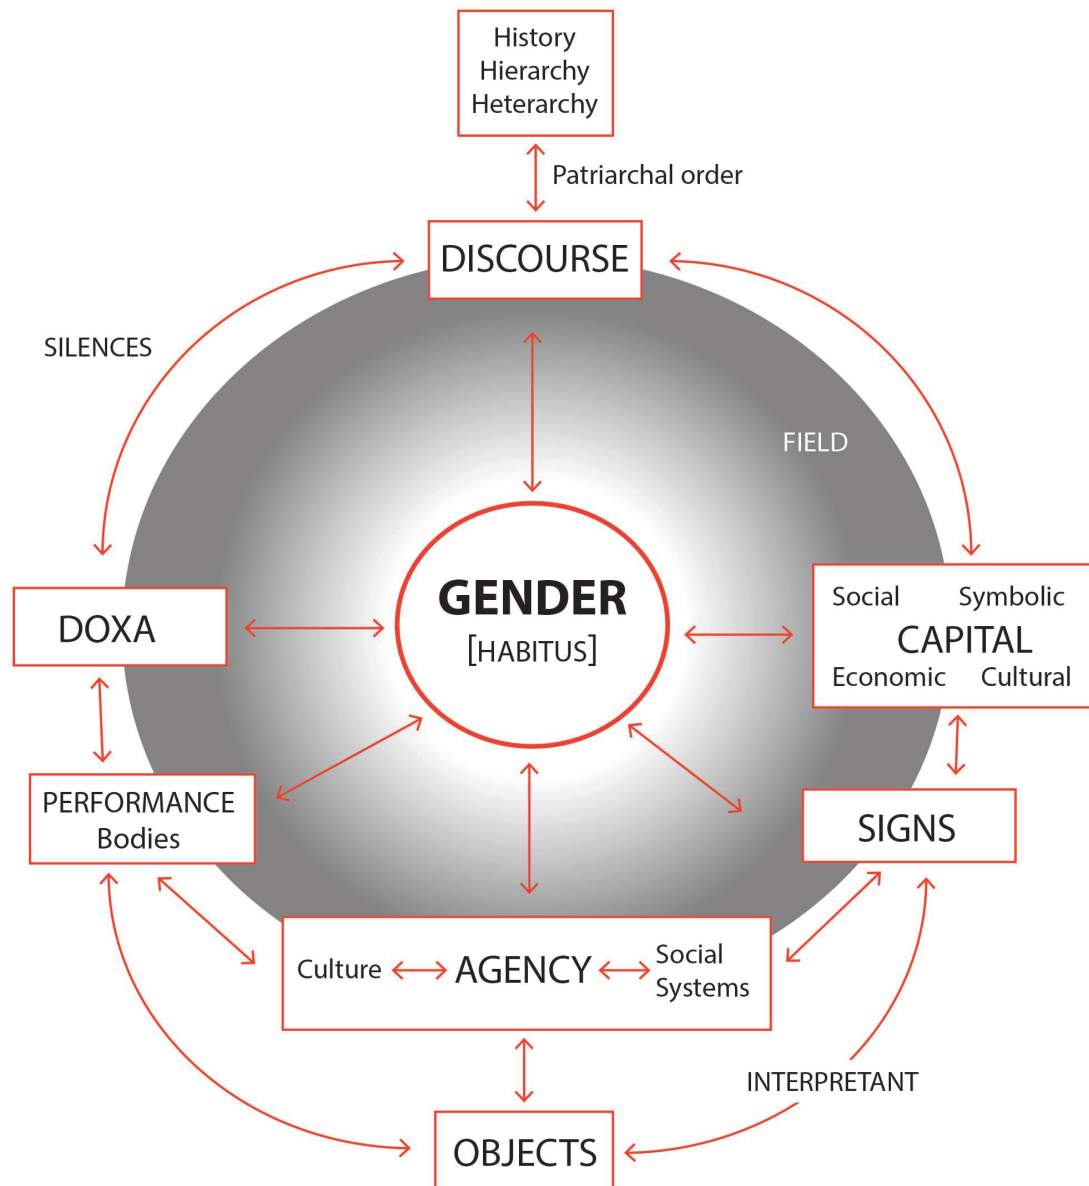 History
Hierarchy
Heterarchy
Patriarchal order
DISCOURSE
SILENCES
FIELD
GENDER
[HABITUS]
DOXA
Social Symbolic
CAPITAL
Economic Cultural
PERFORMANCE
Bodies
SIGNS
Culture AGENCY Social
Systems
INTERPRETANT
OBJECTS